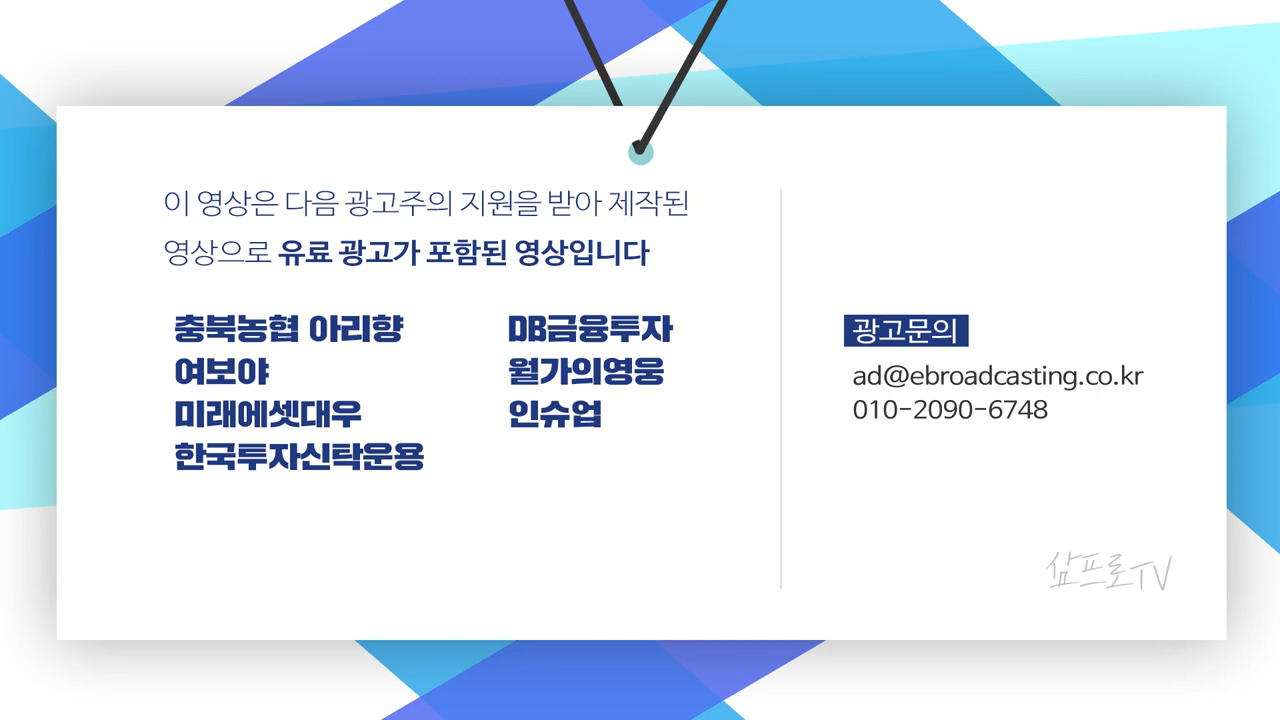 이 영상은 다음 광고주의 지원을 받아 제작된
영상으로 유료 광고가 포함된 영상입니다
충북농협 아리향
여보야
미래에셋대우
한국투자신탁운용
DB금융투자
월가의영웅
인슈업
광고문의
ad@ebroadcasting.co.kr
010-2090-6748
삼프로TV